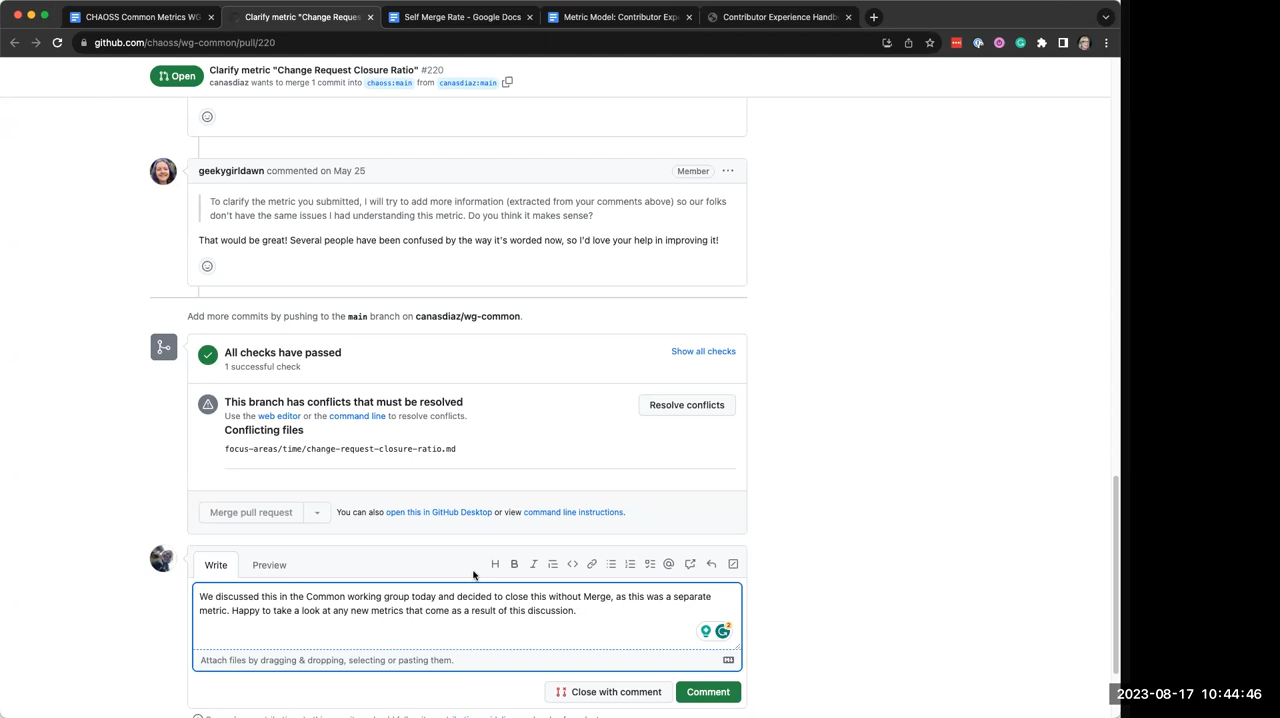 CHAOSS Common Metrics WG
Clarify metric "Change Reques
Self Merge Rate - Google Docs
Metric Model: Contributor Exp
Contributor Experience Handb
github.com/chaoss/wg-common/pull/220
Open
Clarify metric "Change Request Closure Ratio" #220
canasdiaz wants to merge 1 commit into chaoss:main from canasdiaz:main
geekygirldawn commented on May 25
Member
To clarify the metric you submitted, I will try to add more information (extracted from your comments above) so our folks
don't have the same issues I had understanding this metric. Do you think it makes sense?
That would be great! Several people have been confused by the way it's worded now, so I'd love your help in improving it!
Add more commits by pushing to the main branch on canasdiaz/wg-common.
All checks have passed
Show all checks
1 successful check
This branch has conflicts that must be resolved
Resolve conflicts
Use the web editor or the command line to resolve conflicts.
Conflicting files
focus-areas/time/change-request-closure-ratio.md
Merge pull request
You can also open this in GitHub Desktop or view command line instructions.
Write
Preview
We discussed this in the Common working group today and decided to close this without Merge, as this was a separate
metric. Happy to take a look at any new metrics that come as a result of this discussion.
Attach files by dragging & dropping, selecting or pasting them.
Close with comment
Comment
2023-08-17 10:44:46